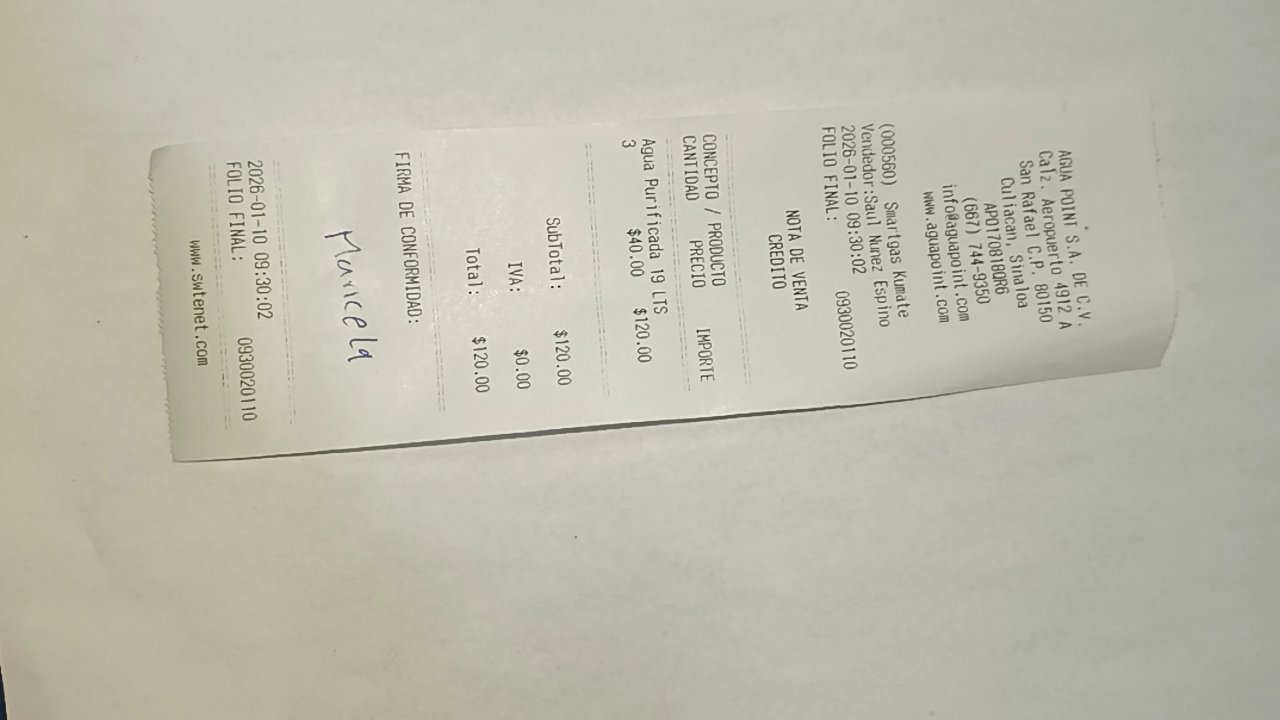 AGUA POINT S.A. DE C.V.
Calz. Aeropuerto 4912 A
San Rafael C.P. 80150
Culiacan, Sinaloa
APO170818QR6
(667) 744-9350
info@aguapoint.com
www.aguapoint.com
(000560) Smartgas Kumate
Vendedor:Saul Nunez Espino
2026-01-10 09:30:02
FOLIO FINAL: 0930020110
NOTA DE VENTA
CREDITO
CONCEPTO / PRODUCTO
CANTIDAD PRECIO IMPORTE
Agua Purificada 19 LTS
3 $40.00 $120.00
SubTotal: $120.00
IVA: $0.00
Total: $120.00
FIRMA DE CONFORMIDAD:
Maricela
2026-01-10 09:30:02
FOLIO FINAL: 0930020110
www.swtenet.com